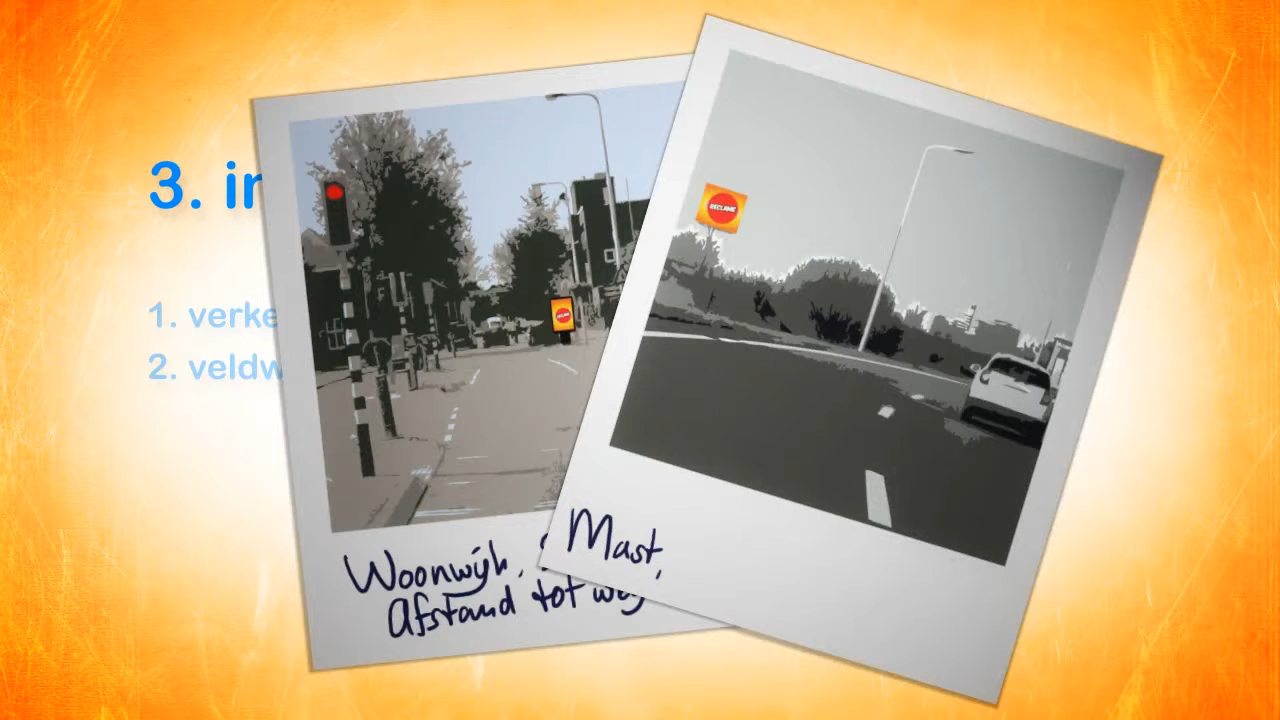 3. in
1. verke
2. veldw
RECLAME
RECLAME
Woonwijk,
Afstand tot weg
Mast,